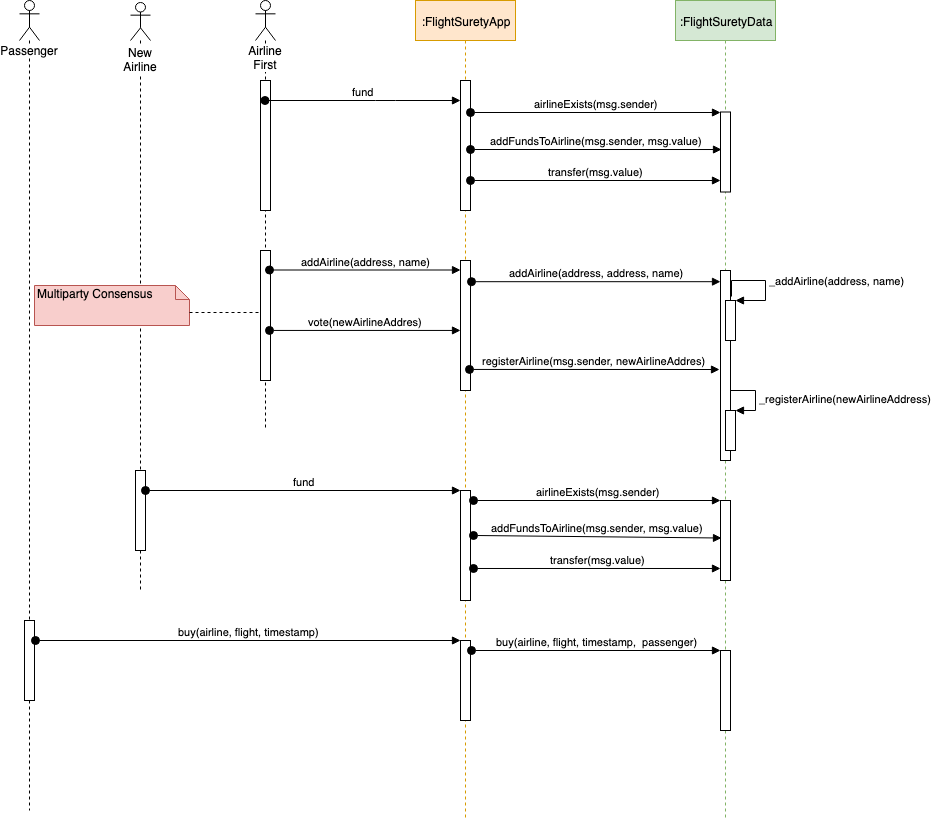 Passenger
New
Airline
Airline
First
:FlightSuretyApp
:FlightSuretyData
fund
airlineExists(msg.sender)
addFundsToAirline(msg.sender, msg.value)
transfer(msg.value)
addAirline(address, name)
addAirline(address, address, name)
_addAirline(address, name)
Multiparty Consensus
vote(newAirlineAddres)
registerAirline(msg.sender, newAirlineAddres)
_registerAirline(newAirlineAddress)
fund
airlineExists(msg.sender)
addFundsToAirline(msg.sender, msg.value)
transfer(msg.value)
buy(airline, flight, timestamp)
buy(airline, flight, timestamp, passenger)